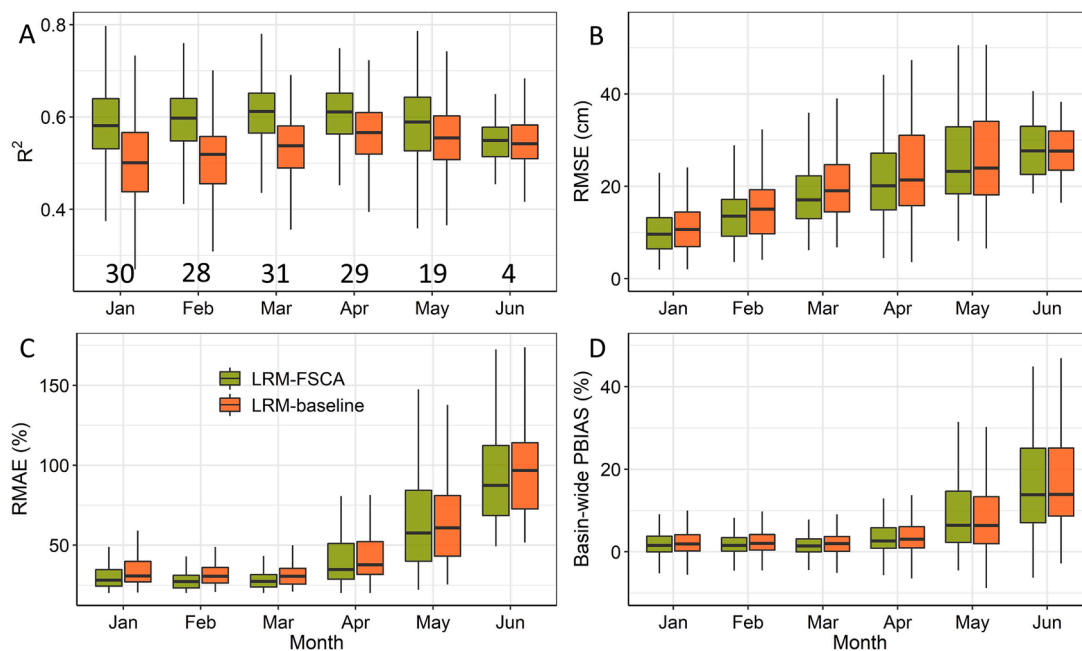 A
0.8
0.6
0.4
R²
30 28 31 29 19 4
Jan Feb Mar Apr May Jun
B
60
40
20
0
RMSE (cm)
Jan Feb Mar Apr May Jun
C
150
100
50
RMAE (%)
LRM-FSCA
LRM-baseline
Jan Feb Mar Apr May Jun
Month
D
40
20
0
Basin-wide PBIAS (%)
Jan Feb Mar Apr May Jun
Month